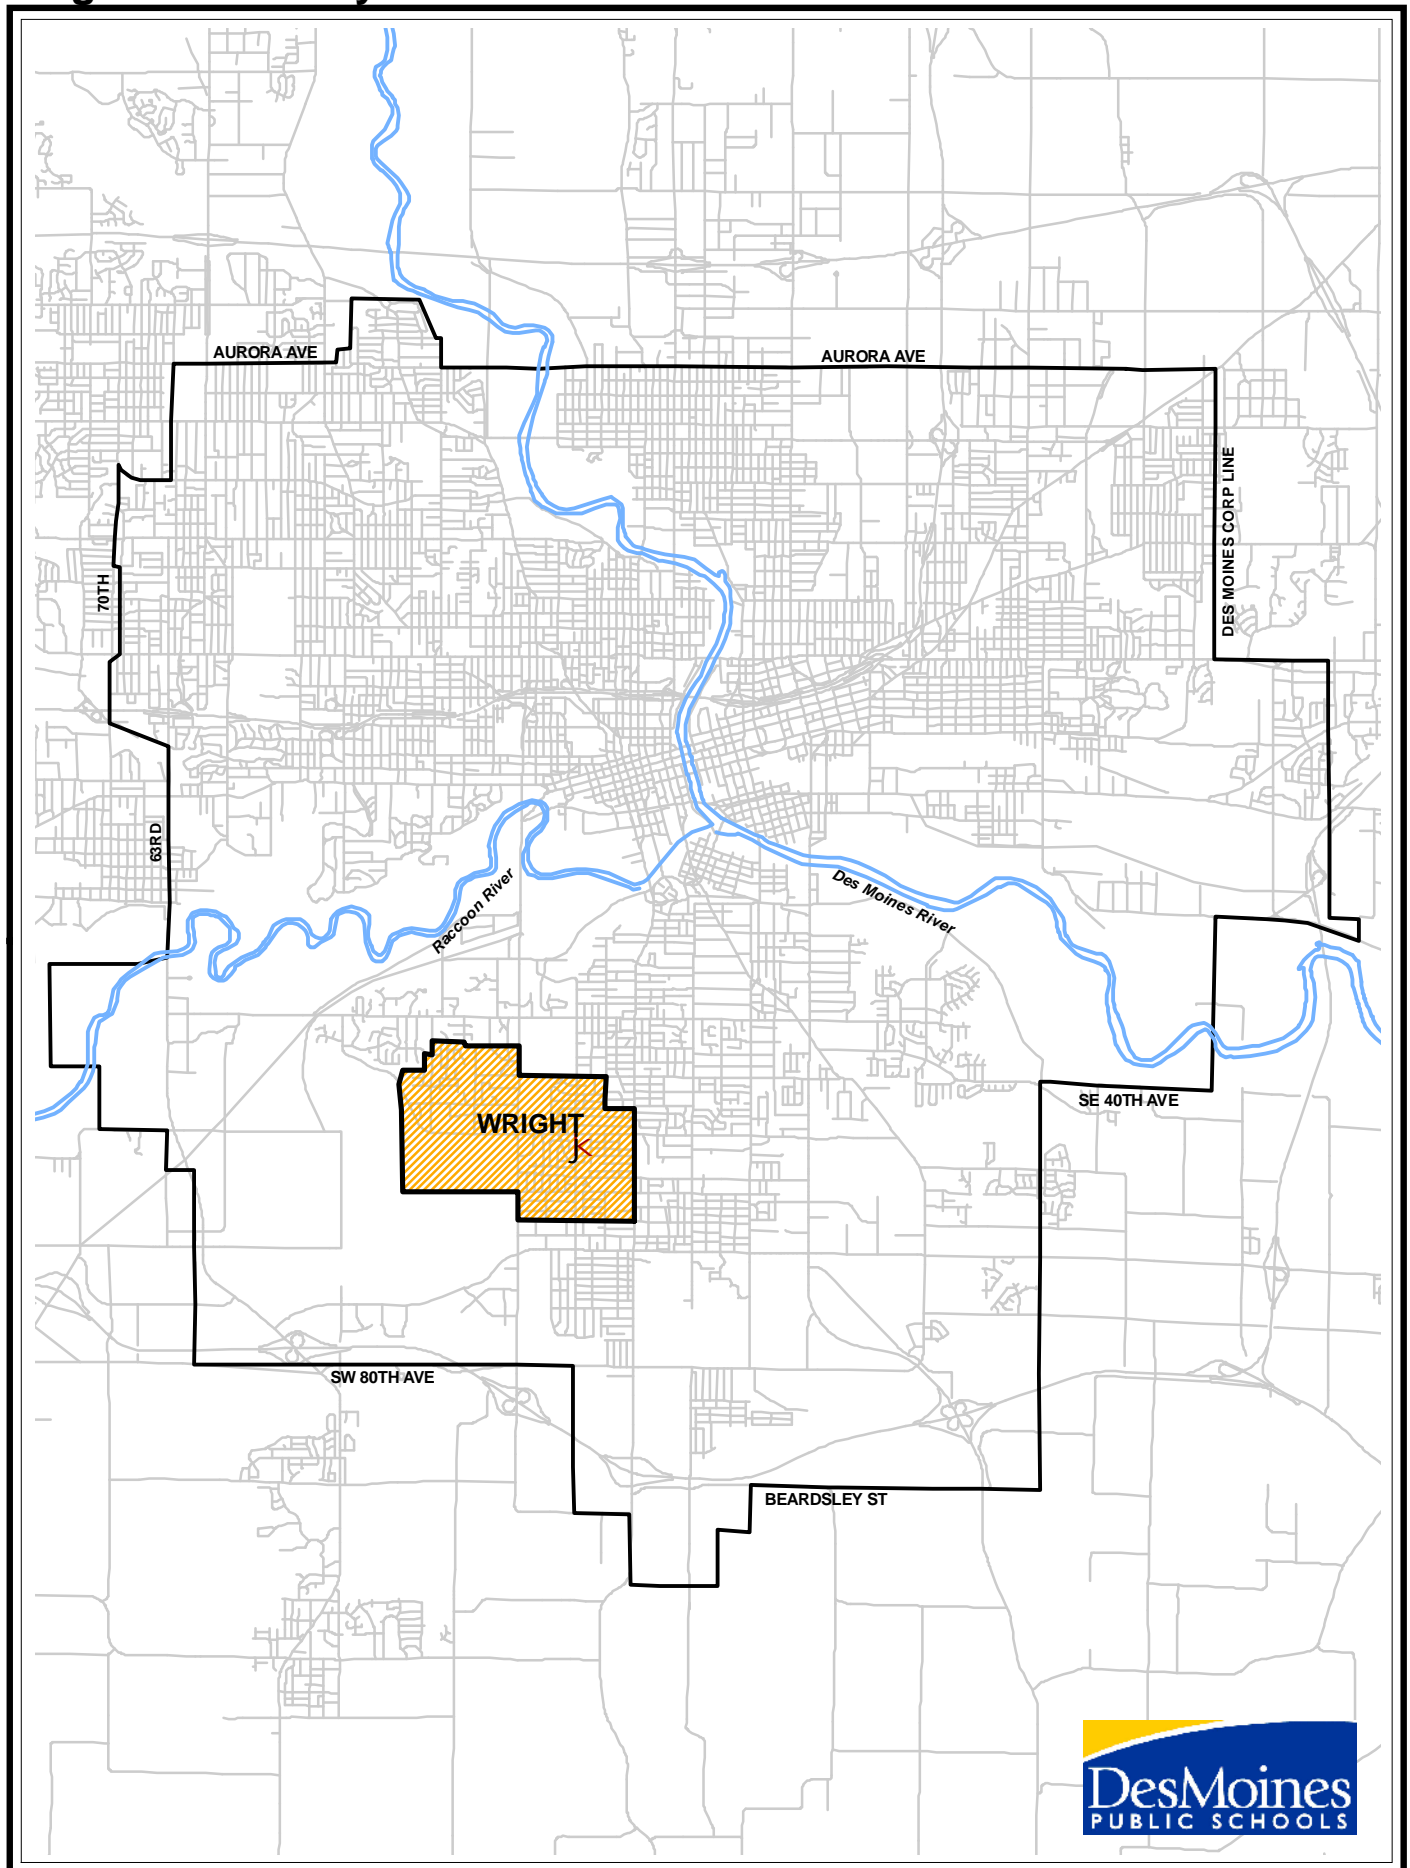 AURORA AVE
AURORA AVE
DES MOINES CORP LINE
70TH
63RD
Raccoon River
Des Moines River
SE 40TH AVE
WRIGHT
SW 80TH AVE
BEARDSLEY ST
DesMoines
PUBLIC SCHOOLS